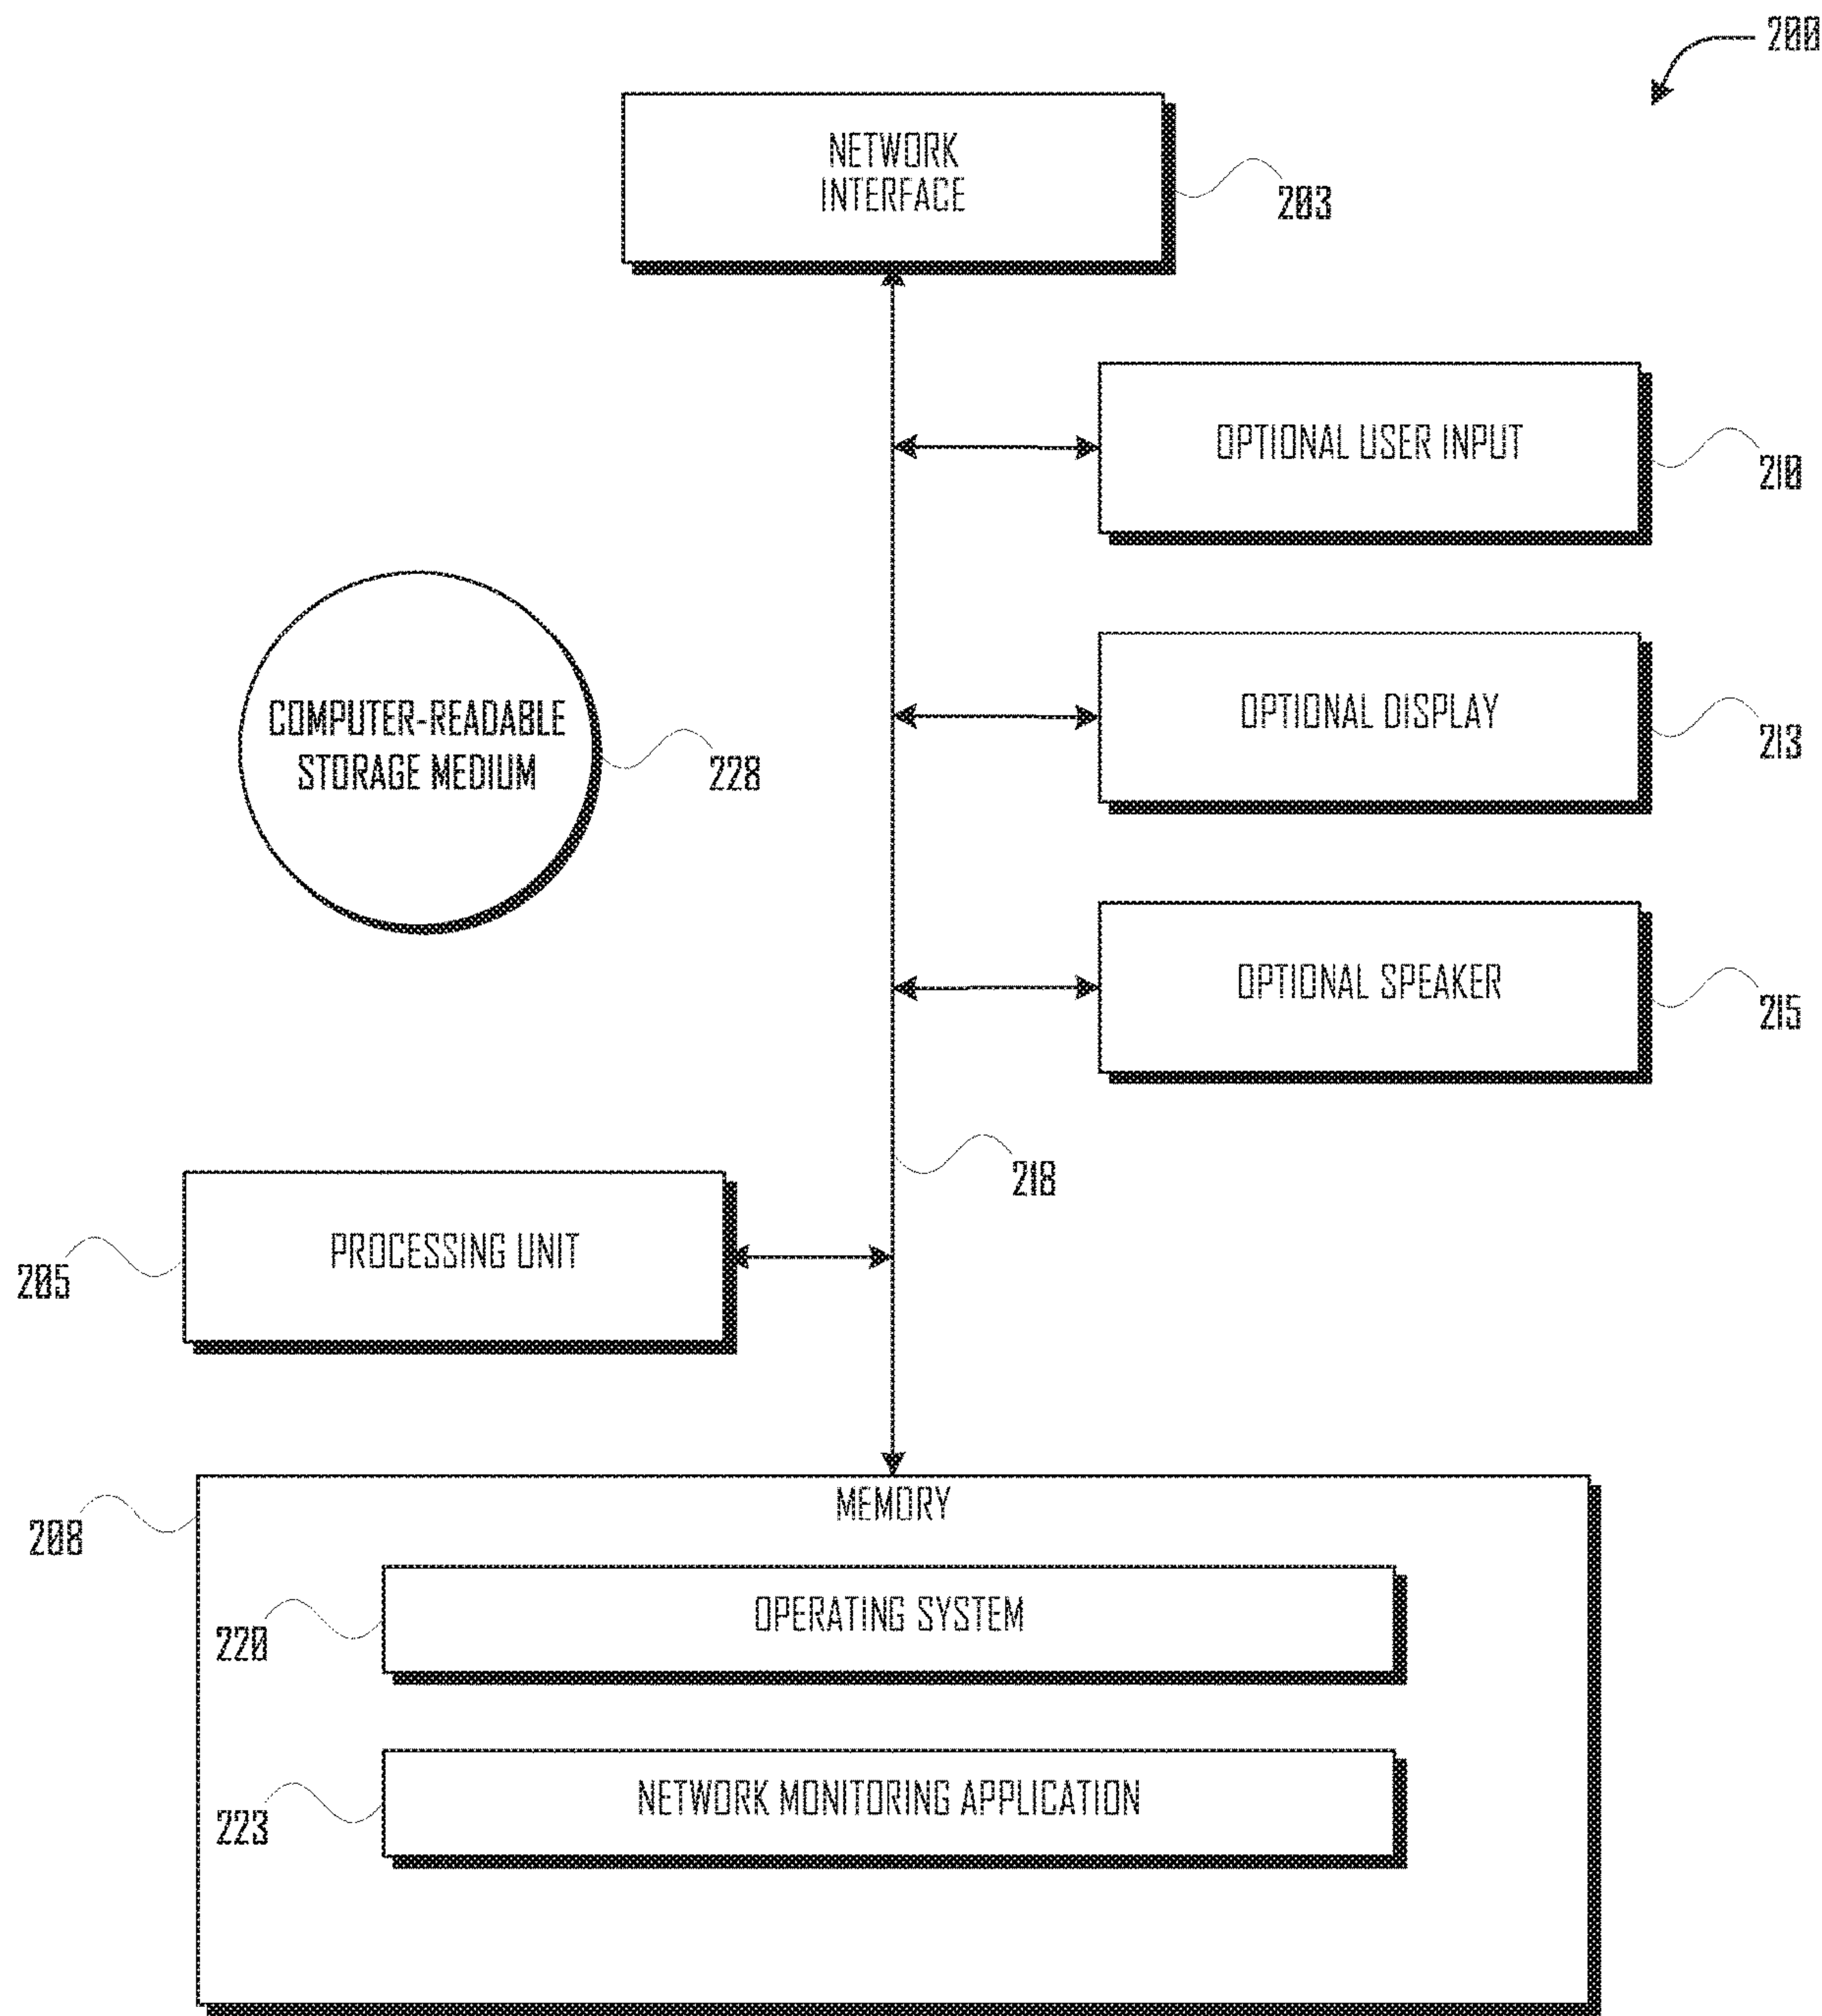 200
NETWORK
INTERFACE
203
OPTIONAL USER INPUT
210
COMPUTER-READABLE
STORAGE MEDIUM
228
OPTIONAL DISPLAY
213
OPTIONAL SPEAKER
215
218
PROCESSING UNIT
205
MEMORY
208
OPERATING SYSTEM
220
NETWORK MONITORING APPLICATION
223